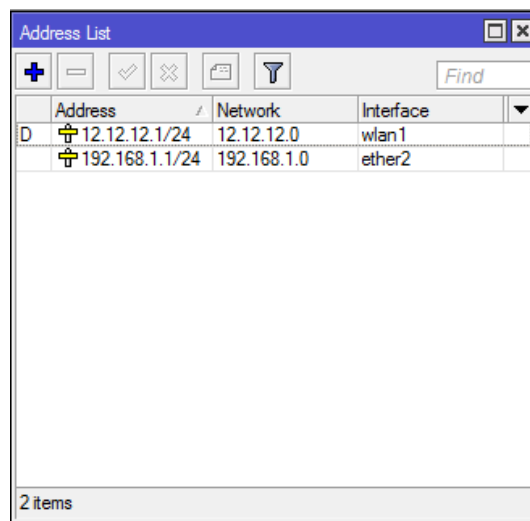 Address List
Find
Address Network Interface
D 12.12.12.1/24 12.12.12.0 wlan1
192.168.1.1/24 192.168.1.0 ether2
2 items